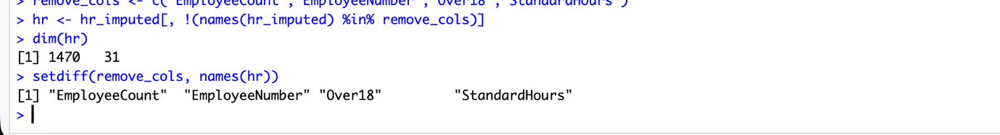 > remove_cols <- c("EmployeeCount", "EmployeeNumber", "Over18", "StandardHours")
> hr <- hr_imputed[, !(names(hr_imputed) %in% remove_cols)]
> dim(hr)
[1] 1470   31
> setdiff(remove_cols, names(hr))
[1] "EmployeeCount"  "EmployeeNumber" "Over18"         "StandardHours"
>